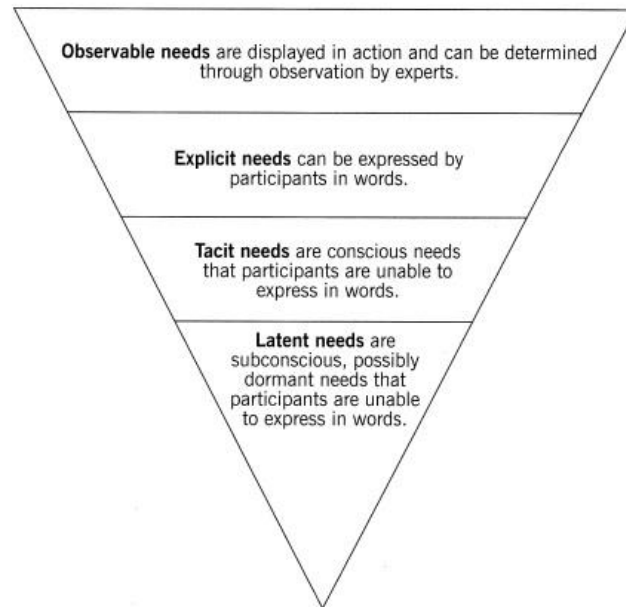 Observable needs are displayed in action and can be determined
through observation by experts.
Explicit needs can be expressed by
participants in words.
Tacit needs are conscious needs
that participants are unable to
express in words.
Latent needs are
subconscious, possibly
dormant needs that
participants are unable
to express in words.